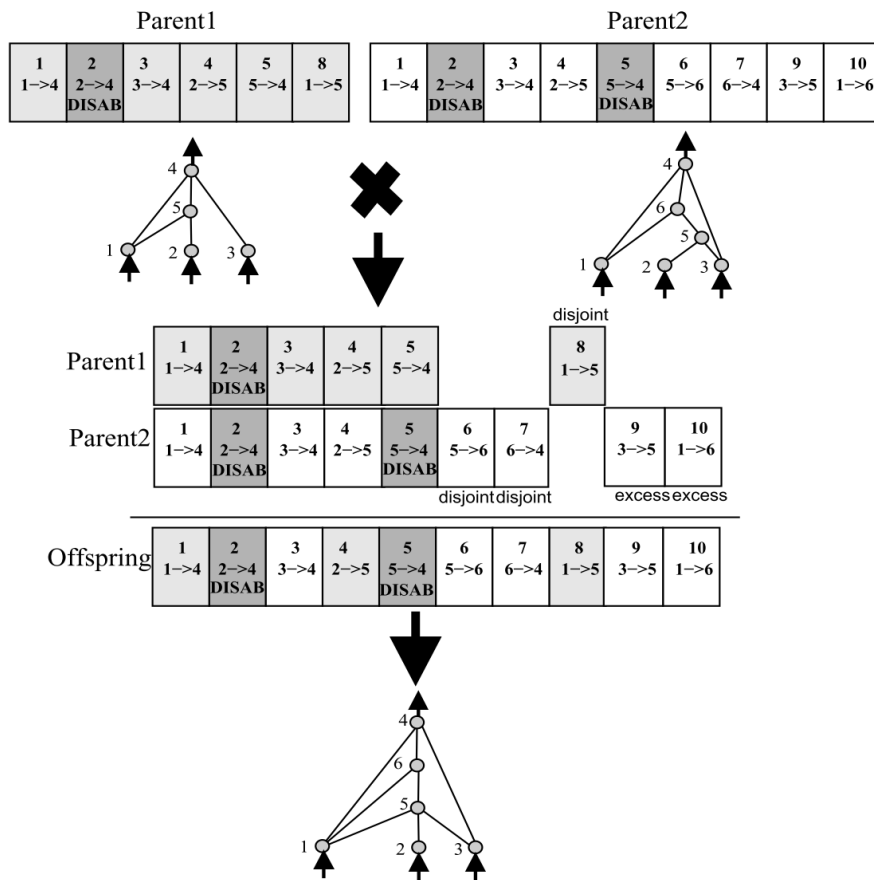 Parent1 Parent2
1 2 3 4 5 8 1 2 3 4 5 6 7 9 10
1->4 2->4 3->4 2->5 5->4 1->5 1->4 2->4 3->4 2->5 5->4 5->6 6->4 3->5 1->6
DISAB DISAB DISAB
4 4
5 6
5
1 2 3 1 2 3
disjoint
Parent1 1 2 3 4 5 8
1->4 2->4 3->4 2->5 5->4 1->5
DISAB
Parent2 1 2 3 4 5 6 7 9 10
1->4 2->4 3->4 2->5 5->4 5->6 6->4 3->5 1->6
DISAB DISAB
disjoint disjoint excess excess
Offspring 1 2 3 4 5 6 7 8 9 10
1->4 2->4 3->4 2->5 5->4 5->6 6->4 1->5 3->5 1->6
DISAB DISAB
4
6
5
1 2 3